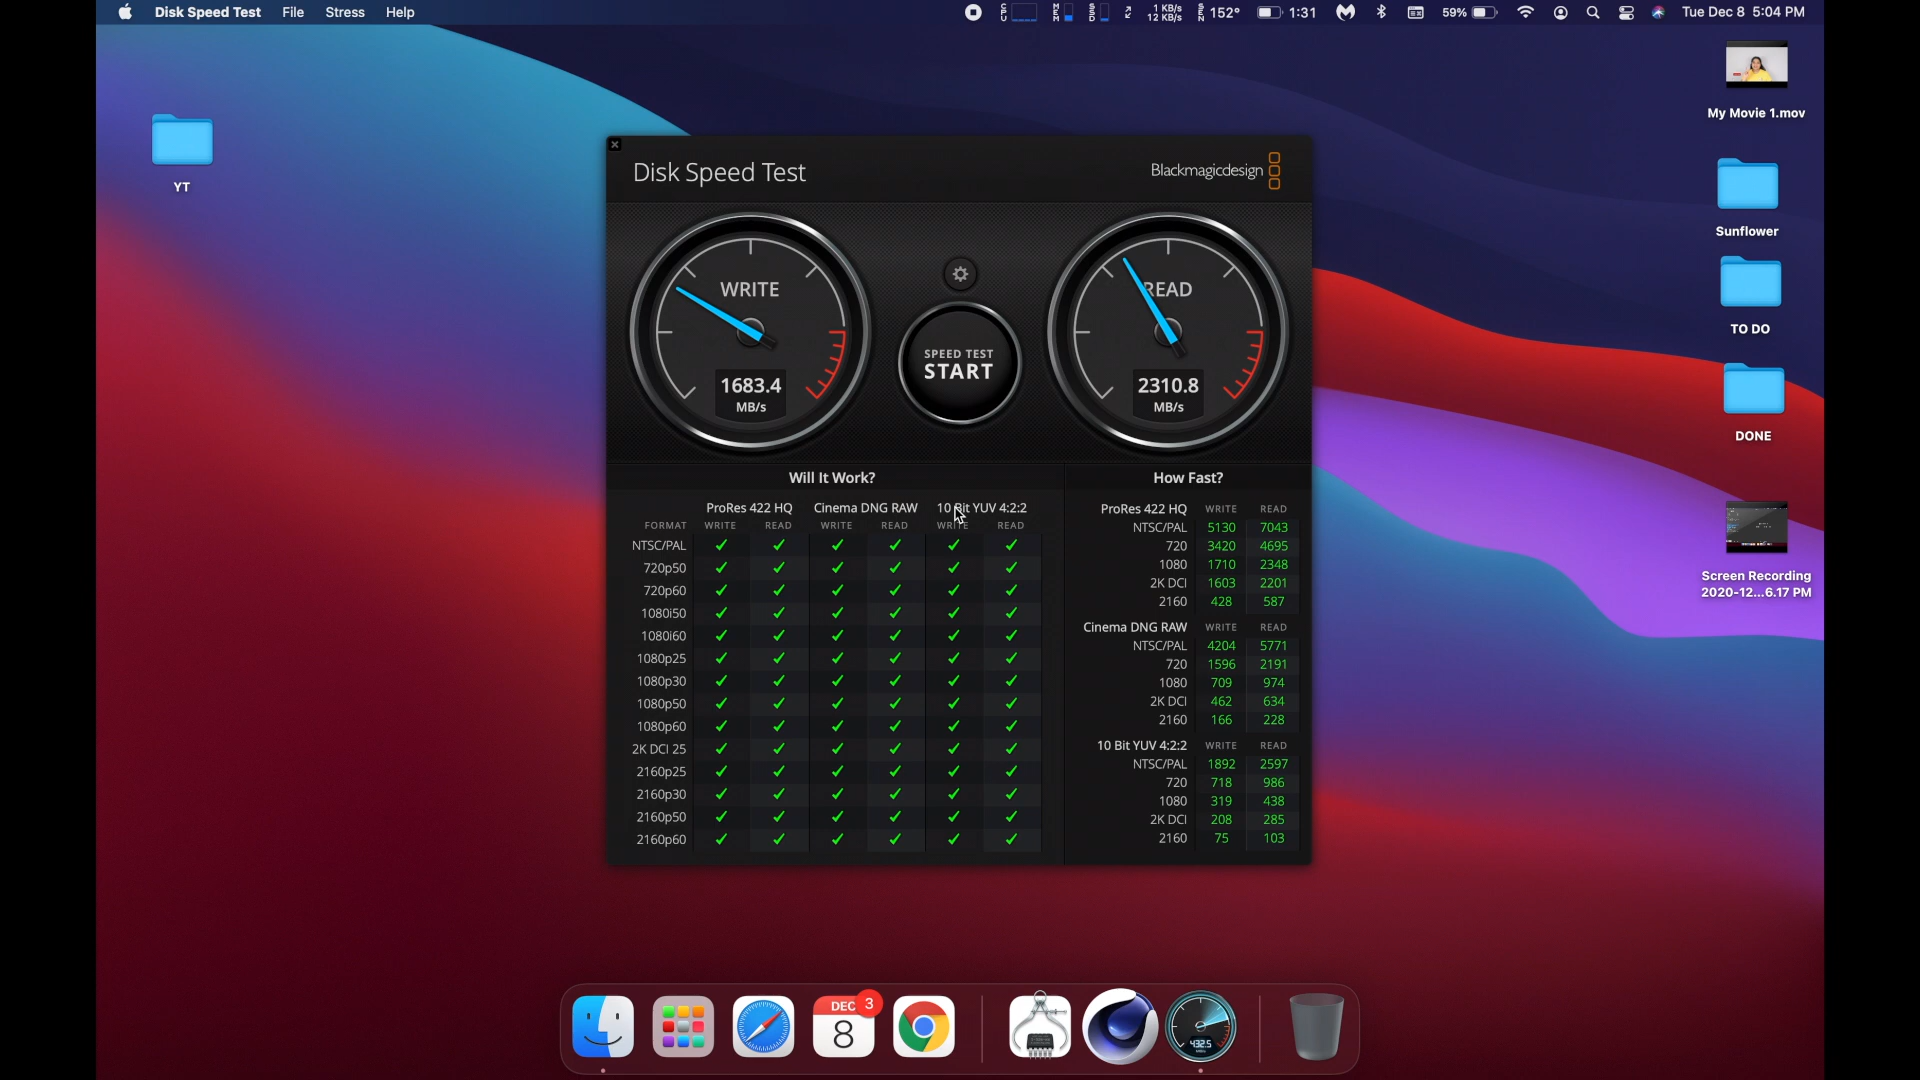 Disk Speed Test File Stress Help
CPU MEM SSD 1 KB/s 12 KB/s SEN 152° 1:31 59% Tue Dec 8 5:04 PM
YT
My Movie 1.mov
Sunflower
TO DO
DONE
Screen Recording
2020-12...6.17 PM
Disk Speed Test
Blackmagicdesign
WRITE
1683.4
MB/s
SPEED TEST
START
READ
2310.8
MB/s
Will It Work?
ProRes 422 HQ Cinema DNG RAW 10 Bit YUV 4:2:2
FORMAT WRITE READ WRITE READ WRITE READ
NTSC/PAL ✓ ✓ ✓ ✓ ✓ ✓
720p50 ✓ ✓ ✓ ✓ ✓ ✓
720p60 ✓ ✓ ✓ ✓ ✓ ✓
1080i50 ✓ ✓ ✓ ✓ ✓ ✓
1080i60 ✓ ✓ ✓ ✓ ✓ ✓
1080p25 ✓ ✓ ✓ ✓ ✓ ✓
1080p30 ✓ ✓ ✓ ✓ ✓ ✓
1080p50 ✓ ✓ ✓ ✓ ✓ ✓
1080p60 ✓ ✓ ✓ ✓ ✓ ✓
2K DCI 25 ✓ ✓ ✓ ✓ ✓ ✓
2160p25 ✓ ✓ ✓ ✓ ✓ ✓
2160p30 ✓ ✓ ✓ ✓ ✓ ✓
2160p50 ✓ ✓ ✓ ✓ ✓ ✓
2160p60 ✓ ✓ ✓ ✓ ✓ ✓
How Fast?
ProRes 422 HQ WRITE READ
NTSC/PAL 5130 7043
720 3420 4695
1080 1710 2348
2K DCI 1603 2201
2160 428 587
Cinema DNG RAW WRITE READ
NTSC/PAL 4204 5771
720 1596 2191
1080 709 974
2K DCI 462 634
2160 166 228
10 Bit YUV 4:2:2 WRITE READ
NTSC/PAL 1892 2597
720 718 986
1080 319 438
2K DCI 208 285
2160 75 103
DEC 3
8
432.5